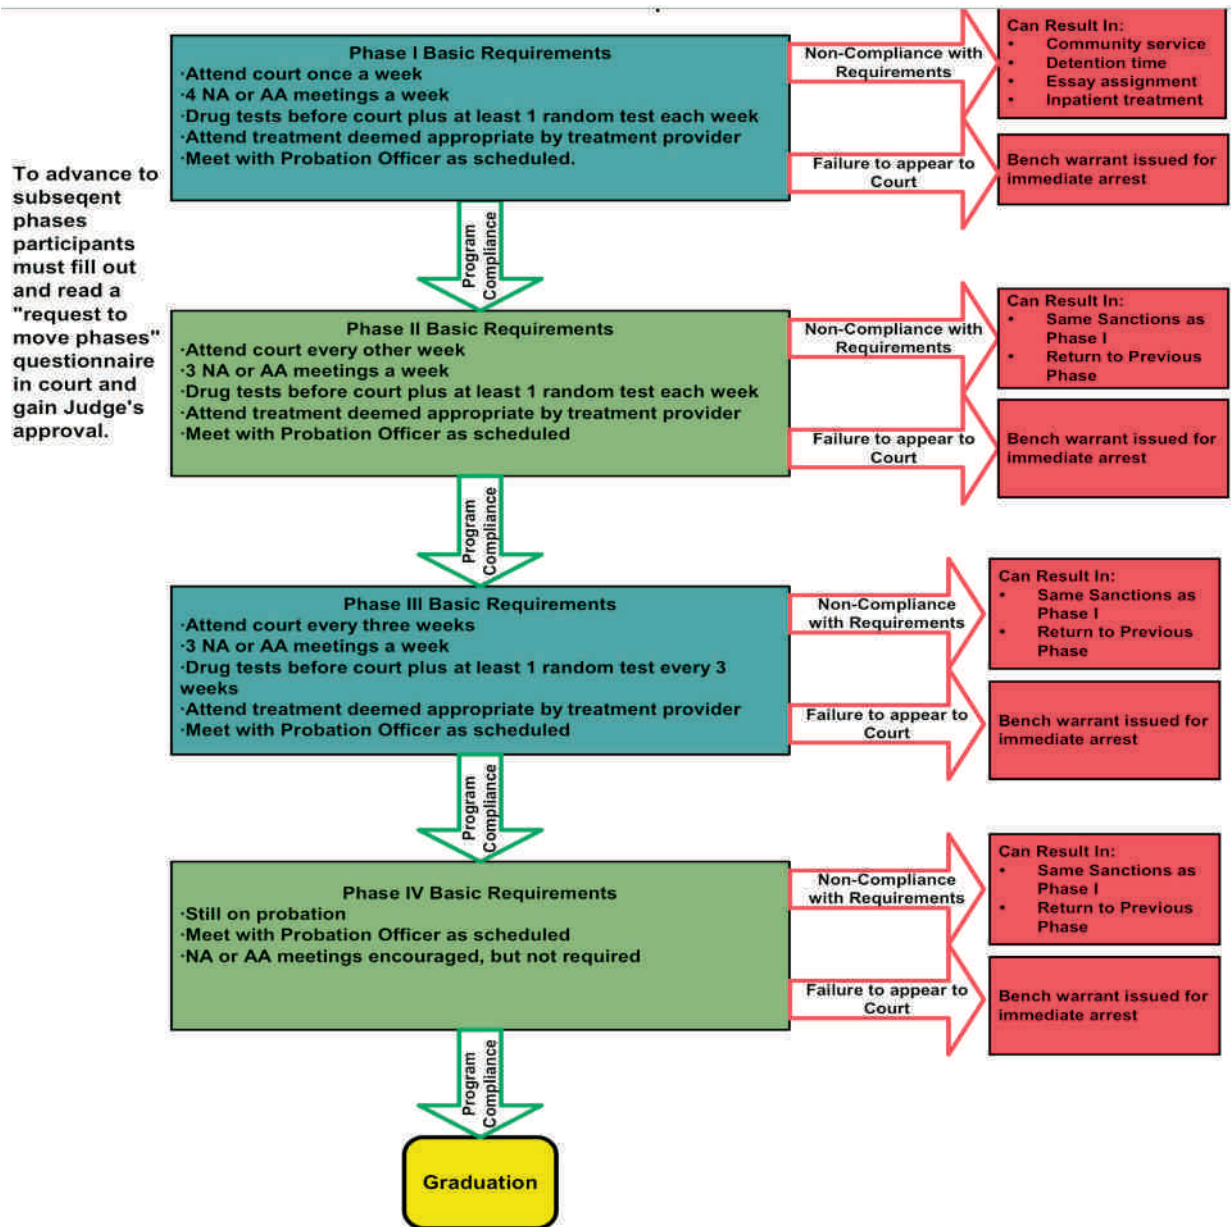 To advance to
subseqent
phases
participants
must fill out
and read a
"request to
move phases"
questionnaire
in court and
gain Judge's
approval.
Phase I Basic Requirements
·Attend court once a week
·4 NA or AA meetings a week
·Drug tests before court plus at least 1 random test each week
·Attend treatment deemed appropriate by treatment provider
·Meet with Probation Officer as scheduled.
Non-Compliance with
Requirements
Can Result In:
• Community service
• Detention time
• Essay assignment
• Inpatient treatment
Failure to appear to
Court
Bench warrant issued for
immediate arrest
Program
Compliance
Phase II Basic Requirements
·Attend court every other week
·3 NA or AA meetings a week
·Drug tests before court plus at least 1 random test each week
·Attend treatment deemed appropriate by treatment provider
·Meet with Probation Officer as scheduled
Non-Compliance with
Requirements
Can Result In:
• Same Sanctions as
Phase I
• Return to Previous
Phase
Failure to appear to
Court
Bench warrant issued for
immediate arrest
Program
Compliance
Phase III Basic Requirements
·Attend court every three weeks
·3 NA or AA meetings a week
·Drug tests before court plus at least 1 random test every 3
weeks
·Attend treatment deemed appropriate by treatment provider
·Meet with Probation Officer as scheduled
Non-Compliance
with Requirements
Can Result In:
• Same Sanctions as
Phase I
• Return to Previous
Phase
Failure to appear to
Court
Bench warrant issued for
immediate arrest
Program
Compliance
Phase IV Basic Requirements
·Still on probation
·Meet with Probation Officer as scheduled
·NA or AA meetings encouraged, but not required
Non-Compliance
with Requirements
Can Result In:
• Same Sanctions as
Phase I
• Return to Previous
Phase
Failure to appear to
Court
Bench warrant issued for
immediate arrest
Program
Compliance
Graduation